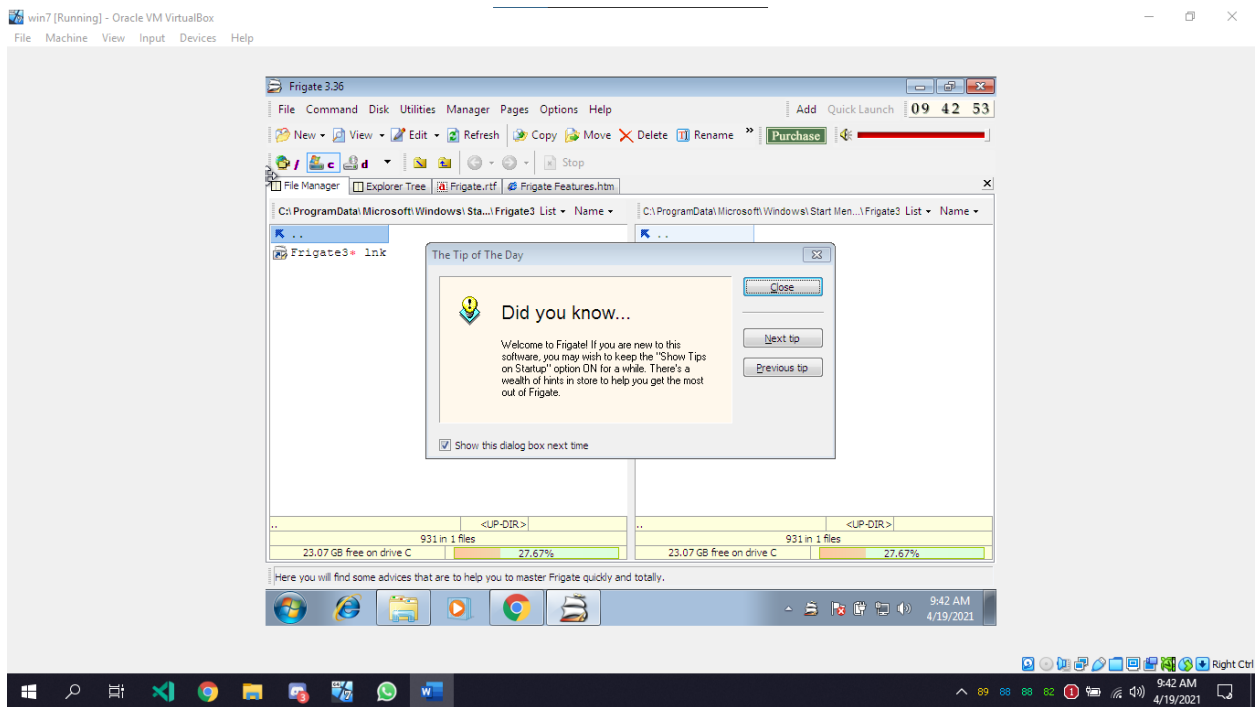 win7 [Running] - Oracle VM VirtualBox
File Machine View Input Devices Help
Frigate 3.36
File Command Disk Utilities Manager Pages Options Help
Add Quick Launch 09 42 53
New View Edit Refresh Copy Move Delete Rename » Purchase
/ c d Stop
File Manager Explorer Tree Frigate.rtf Frigate Features.htm
C:\ProgramData\Microsoft\Windows\Sta...\Frigate3 List Name C:\ProgramData\Microsoft\Windows\Start Men...\Frigate3 List Name
.. ..
Frigate3* lnk
The Tip of The Day
Close
Did you know...
Next tip
Previous tip
Welcome to Frigate! If you are new to this
software, you may wish to keep the "Show Tips
on Startup" option ON for a while. There's a
wealth of hints in store to help you get the most
out of Frigate.
Show this dialog box next time
.. <UP-DIR> .. <UP-DIR>
931 in 1 files 931 in 1 files
23.07 GB free on drive C 27.67% 23.07 GB free on drive C 27.67%
Here you will find some advices that are to help you to master Frigate quickly and totally.
9:42 AM
4/19/2021
Right Ctrl
89 88 88 82 1 9:42 AM
4/19/2021